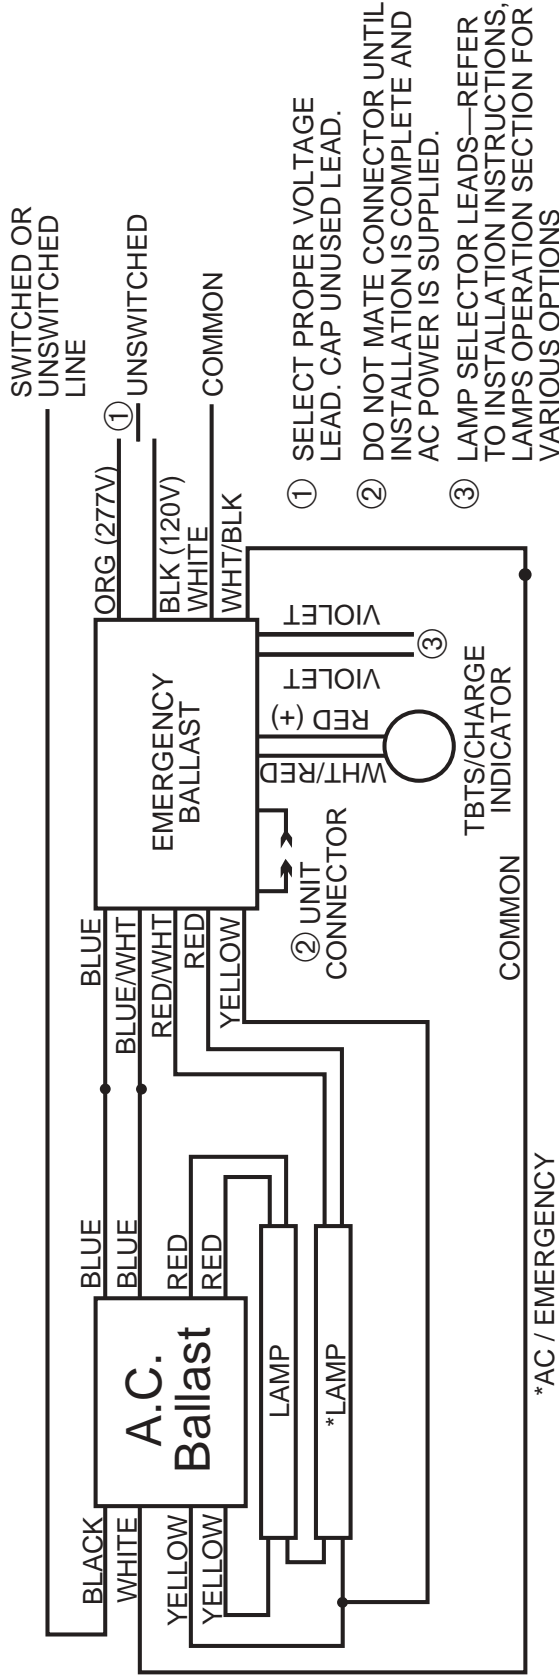 SWITCHED OR
UNSWITCHED
LINE
① UNSWITCHED
COMMON
ORG (277V)
BLK (120V)
WHITE
WHT/BLK
EMERGENCY
BALLAST
BLUE
BLUE/WHT
RED/WHT
RED
YELLOW
② UNIT
CONNECTOR
WHT/RED
RED (+)
VIOLET
VIOLET
③
TBTS/CHARGE
INDICATOR
COMMON
BLUE
BLUE
RED
RED
A.C.
Ballast
BLACK
WHITE
YELLOW
YELLOW
LAMP
*LAMP
*AC / EMERGENCY
① SELECT PROPER VOLTAGE
LEAD. CAP UNUSED LEAD.
② DO NOT MATE CONNECTOR UNTIL
INSTALLATION IS COMPLETE AND
AC POWER IS SUPPLIED.
③ LAMP SELECTOR LEADS—REFER
TO INSTALLATION INSTRUCTIONS,
LAMPS OPERATION SECTION FOR
VARIOUS OPTIONS